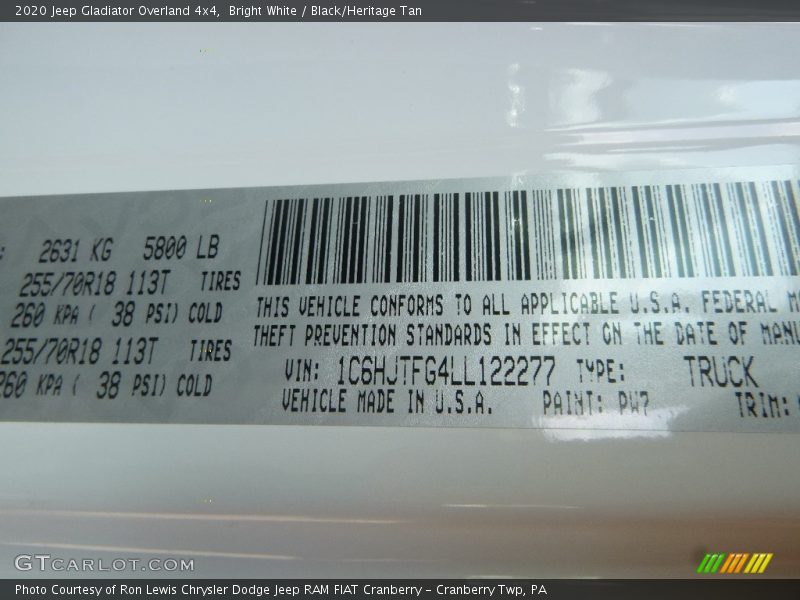 2020 Jeep Gladiator Overland 4x4, Bright White / Black/Heritage Tan
: 2631 KG 5800 LB
255/70R18 113T TIRES
260 KPA ( 38 PSI) COLD
255/70R18 113T TIRES
260 KPA ( 38 PSI) COLD
THIS VEHICLE CONFORMS TO ALL APPLICABLE U.S.A. FEDERAL M
THEFT PREVENTION STANDARDS IN EFFECT ON THE DATE OF MANU
VIN: 1C6HJTFG4LL122277 TYPE: TRUCK
VEHICLE MADE IN U.S.A. PAINT: PW7 TRIM:
GTCARLOT.COM
Photo Courtesy of Ron Lewis Chrysler Dodge Jeep RAM FIAT Cranberry - Cranberry Twp, PA